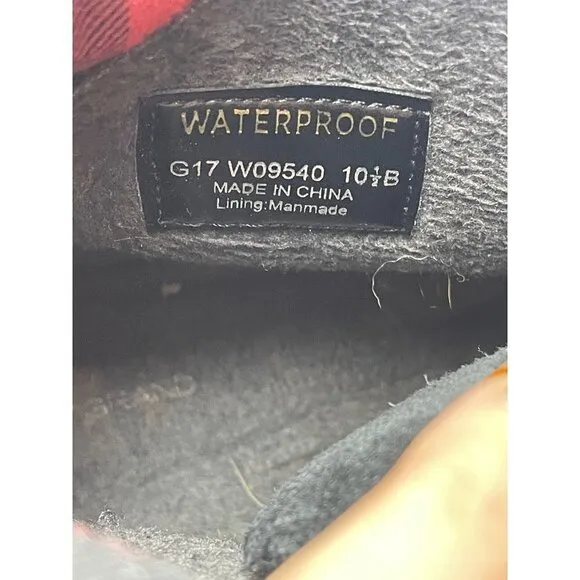 WATERPROOF
G17 W09540 10½B
MADE IN CHINA
Lining:Manmade